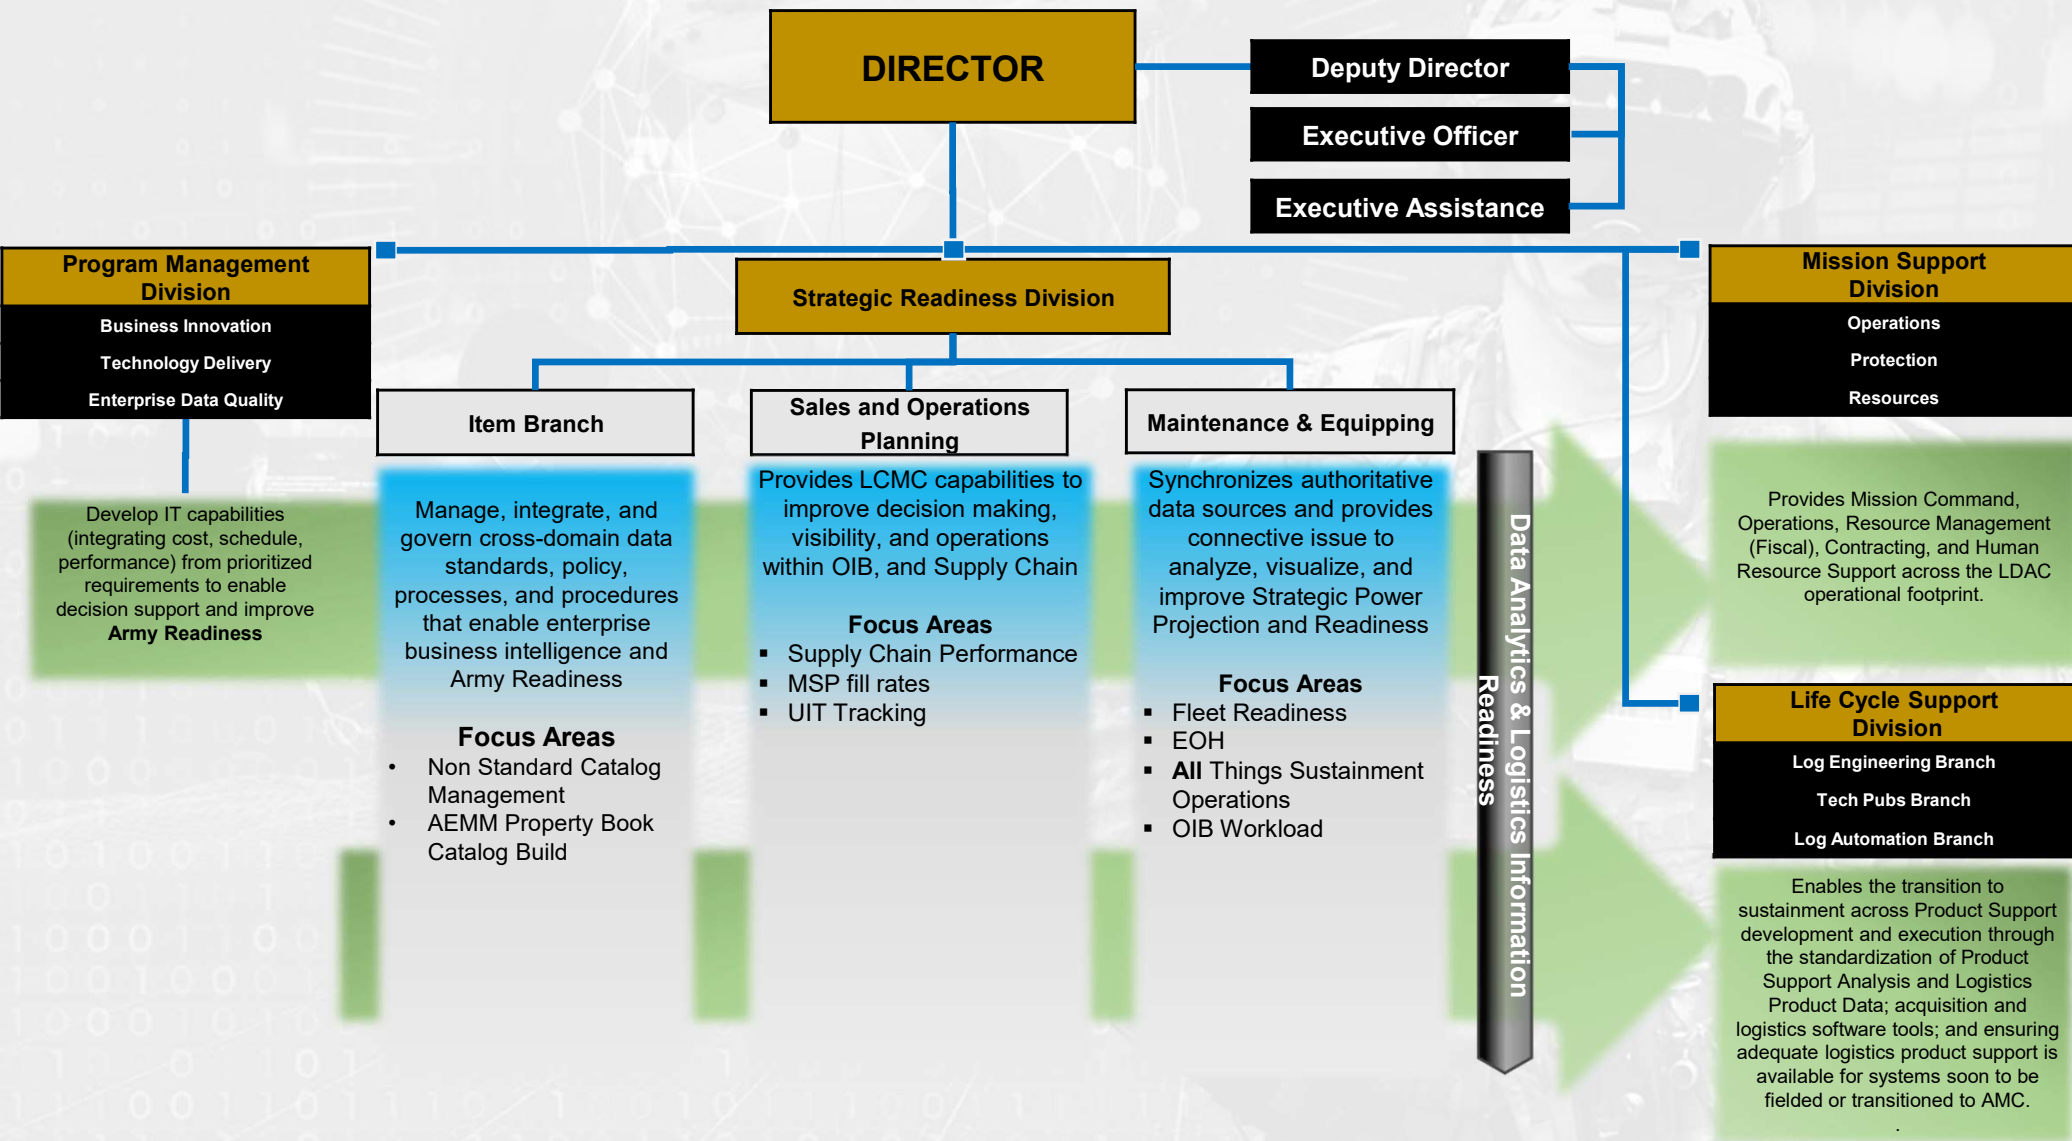 DIRECTOR
Deputy Director
Executive Officer
Executive Assistance
Program Management
Division
Business Innovation
Technology Delivery
Enterprise Data Quality
Develop IT capabilities
(integrating cost, schedule,
performance) from prioritized
requirements to enable
decision support and improve
Army Readiness
Strategic Readiness Division
Item Branch
Manage, integrate, and
govern cross-domain data
standards, policy,
processes, and procedures
that enable enterprise
business intelligence and
Army Readiness
Focus Areas
• Non Standard Catalog
Management
• AEMM Property Book
Catalog Build
Sales and Operations
Planning
Provides LCMC capabilities to
improve decision making,
visibility, and operations
within OIB, and Supply Chain
Focus Areas
▪ Supply Chain Performance
▪ MSP fill rates
▪ UIT Tracking
Maintenance & Equipping
Synchronizes authoritative
data sources and provides
connective issue to
analyze, visualize, and
improve Strategic Power
Projection and Readiness
Focus Areas
▪ Fleet Readiness
▪ EOH
▪ All Things Sustainment
Operations
▪ OIB Workload
Data Analytics & Logistics Information
Readiness
Mission Support
Division
Operations
Protection
Resources
Provides Mission Command,
Operations, Resource Management
(Fiscal), Contracting, and Human
Resource Support across the LDAC
operational footprint.
Life Cycle Support
Division
Log Engineering Branch
Tech Pubs Branch
Log Automation Branch
Enables the transition to
sustainment across Product Support
development and execution through
the standardization of Product
Support Analysis and Logistics
Product Data; acquisition and
logistics software tools; and ensuring
adequate logistics product support is
available for systems soon to be
fielded or transitioned to AMC.
.